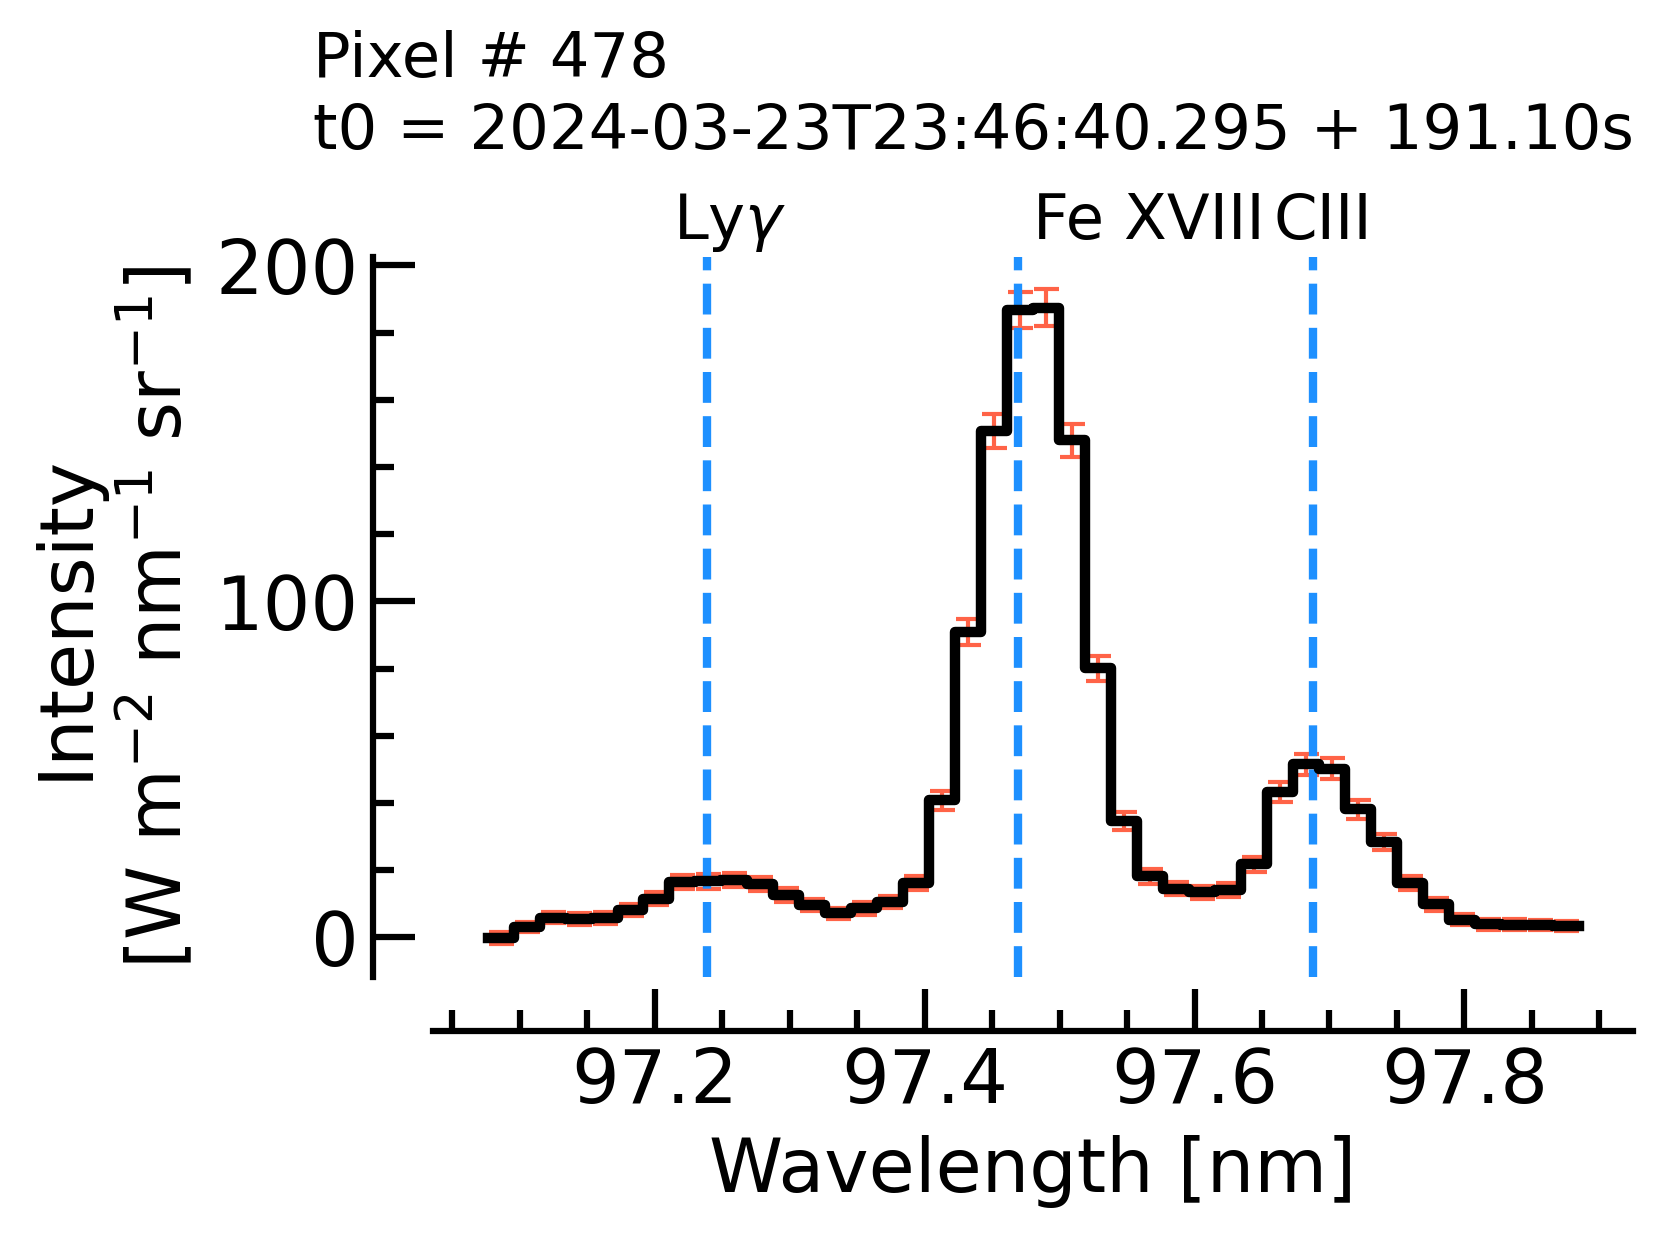 Pixel # 478
t0 = 2024-03-23T23:46:40.295 + 191.10s
Lyγ Fe XVIII CIII
Intensity
[W m⁻² nm⁻¹ sr⁻¹]
200
100
0
97.2 97.4 97.6 97.8
Wavelength [nm]